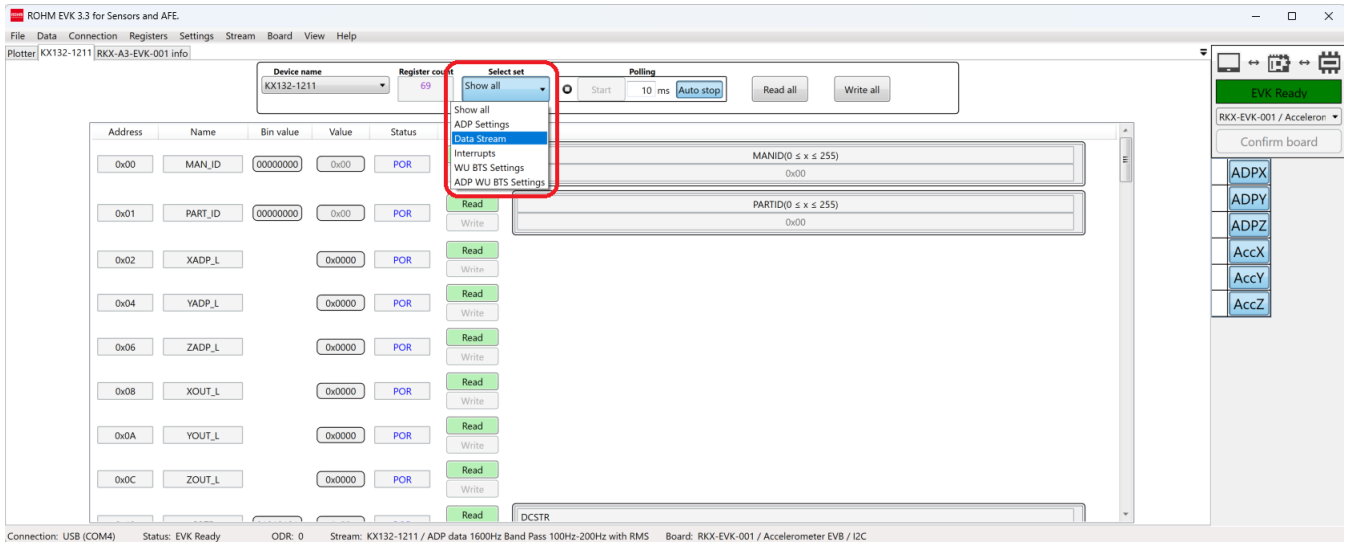 ROHM
ROHM EVK 3.3 for Sensors and AFE.
File Data Connection Registers Settings Stream Board View Help
Plotter KX132-1211 RKX-A3-EVK-001 info
Device name Register count Select set Polling
KX132-1211 69 Show all Start 10 ms Auto stop Read all Write all
Show all
ADP Settings
Data Stream
Interrupts
WU BTS Settings
ADP WU BTS Settings
Address Name Bin value Value Status
0x00 MAN_ID 00000000 0x00 POR
MANID(0 ≤ x ≤ 255)
0x00
0x01 PART_ID 00000000 0x00 POR Read
Write
PARTID(0 ≤ x ≤ 255)
0x00
0x02 XADP_L 0x0000 POR Read
Write
0x04 YADP_L 0x0000 POR Read
Write
0x06 ZADP_L 0x0000 POR Read
Write
0x08 XOUT_L 0x0000 POR Read
Write
0x0A YOUT_L 0x0000 POR Read
Write
0x0C ZOUT_L 0x0000 POR Read
Write
Read DCSTR
EVK Ready
RKX-EVK-001 / Acceleron
Confirm board
ADPX
ADPY
ADPZ
AccX
AccY
AccZ
Connection: USB (COM4) Status: EVK Ready ODR: 0 Stream: KX132-1211 / ADP data 1600Hz Band Pass 100Hz-200Hz with RMS Board: RKX-EVK-001 / Accelerometer EVB / I2C